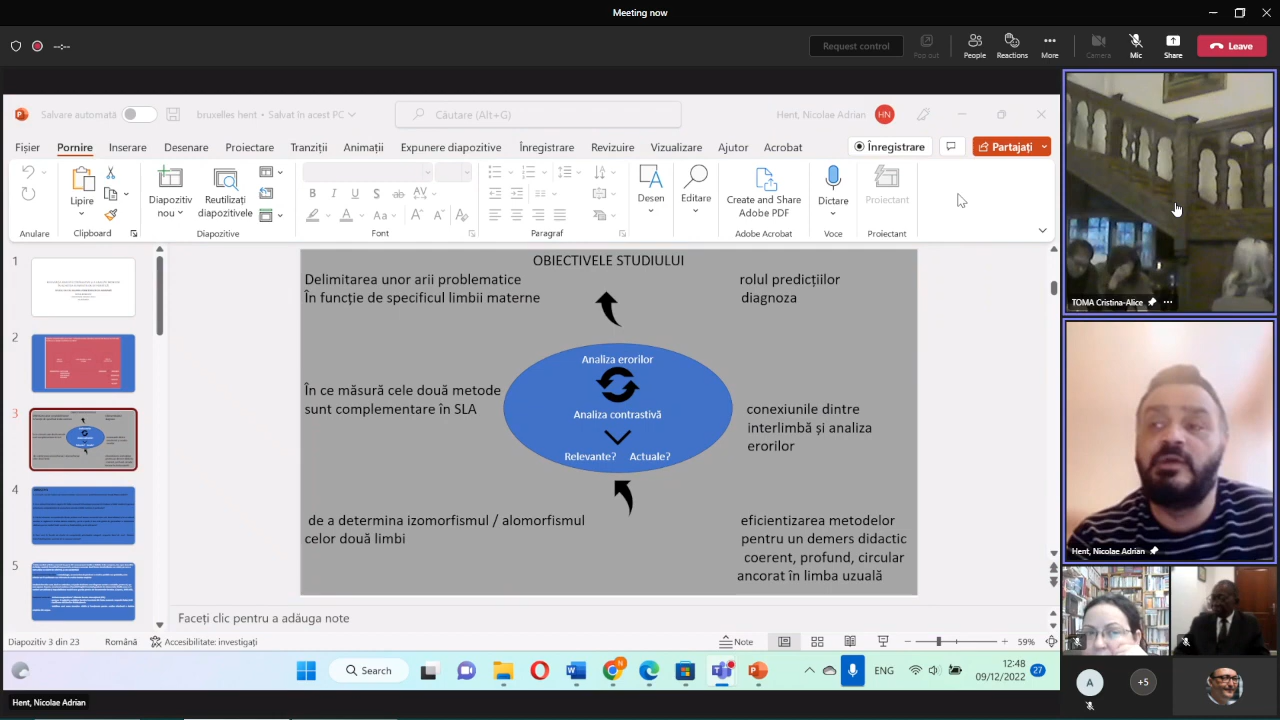 Meeting now
--:--
Request control
Pop out
People
Reactions
More
Camera
Mic
Share
Leave
Salvare automată
bruxelles hent • Salvat în acest PC
Căutare (Alt+G)
Hent, Nicolae Adrian
HN
Fișier
Pornire
Inserare
Desenare
Proiectare
Tranziții
Animații
Expunere diapozitive
Înregistrare
Revizuire
Vizualizare
Ajutor
Acrobat
Înregistrare
Partajați
Lipire
Diapozitiv
nou
Reutilizați
diapozitivele
Desen
Editare
Create and Share
Adobe PDF
Dictare
Proiectant
Anulare
Clipboard
Diapozitive
Font
Paragraf
Adobe Acrobat
Voce
Proiectant
1
2
3
4
5
OBIECTIVELE STUDIULUI
Delimitarea unor arii problematice
În funcție de specificul limbii materne
rolul predicțiilor
diagnoza
Analiza erorilor
Analiza contrastivă
Relevante? Actuale?
În ce măsură cele două metode
sunt complementare în SLA
conexiunile dintre
interlimbă și analiza
erorilor
de a determina izomorfismul / alomorfismul
celor două limbi
eficientizarea metodelor
pentru un demers didactic
coerent, profund, circular
ancorat în limba uzuală
Faceți clic pentru a adăuga note
Diapozitiv 3 din 23
Română
Accesibilitate: investigați
Note
59%
Search
ENG
12:48
09/12/2022
27
Hent, Nicolae Adrian
TOMA Cristina-Alice
Hent, Nicolae Adrian
A
+5